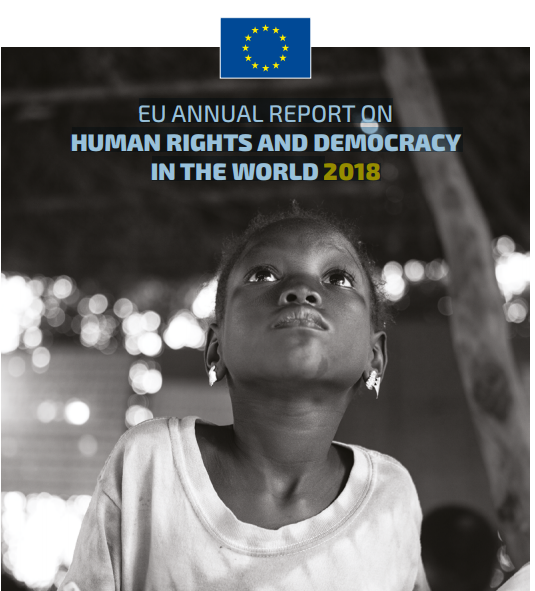 EU ANNUAL REPORT ON
HUMAN RIGHTS AND DEMOCRACY
IN THE WORLD 2018